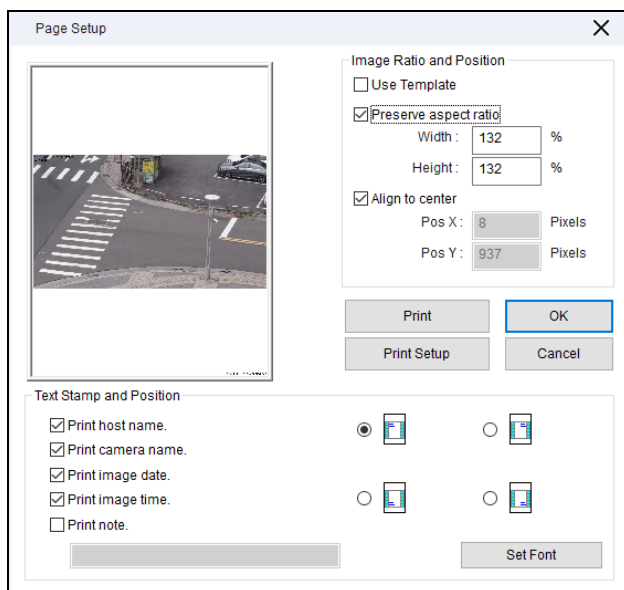 Page Setup
Image Ratio and Position
Use Template
Preserve aspect ratio
Width : 132 %
Height : 132 %
Align to center
Pos X : 8 Pixels
Pos Y : 937 Pixels
Print OK
Print Setup Cancel
Text Stamp and Position
Print host name.
Print camera name.
Print image date.
Print image time.
Print note.
Set Font